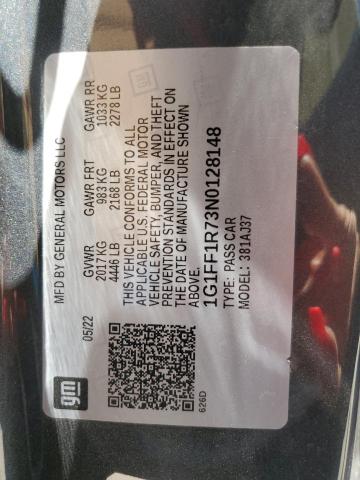 gm
MFD BY GENERAL MOTORS LLC
05/22 GVWR GAWR FRT GAWR RR
2017 KG 983 KG 1033 KG
4446 LB 2168 LB 2278 LB
THIS VEHICLE CONFORMS TO ALL
APPLICABLE U.S. FEDERAL MOTOR
VEHICLE SAFETY, BUMPER, AND THEFT
PREVENTION STANDARDS IN EFFECT ON
THE DATE OF MANUFACTURE SHOWN
ABOVE.
1G1FF1R73N0128148
TYPE: PASS CAR
MODEL: 3B1AJ37
626D